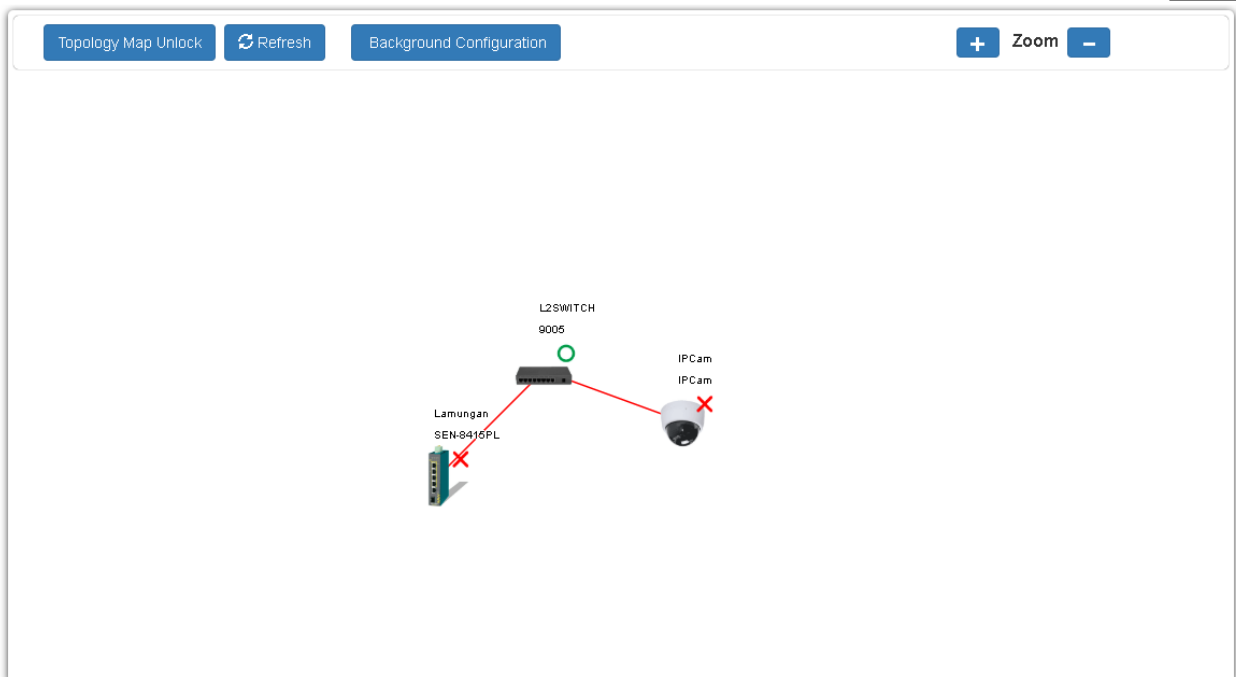 Topology Map Unlock Refresh Background Configuration + Zoom −
L2SWITCH
9005
IPCam
IPCam
Lamungan
SEN-8415PL